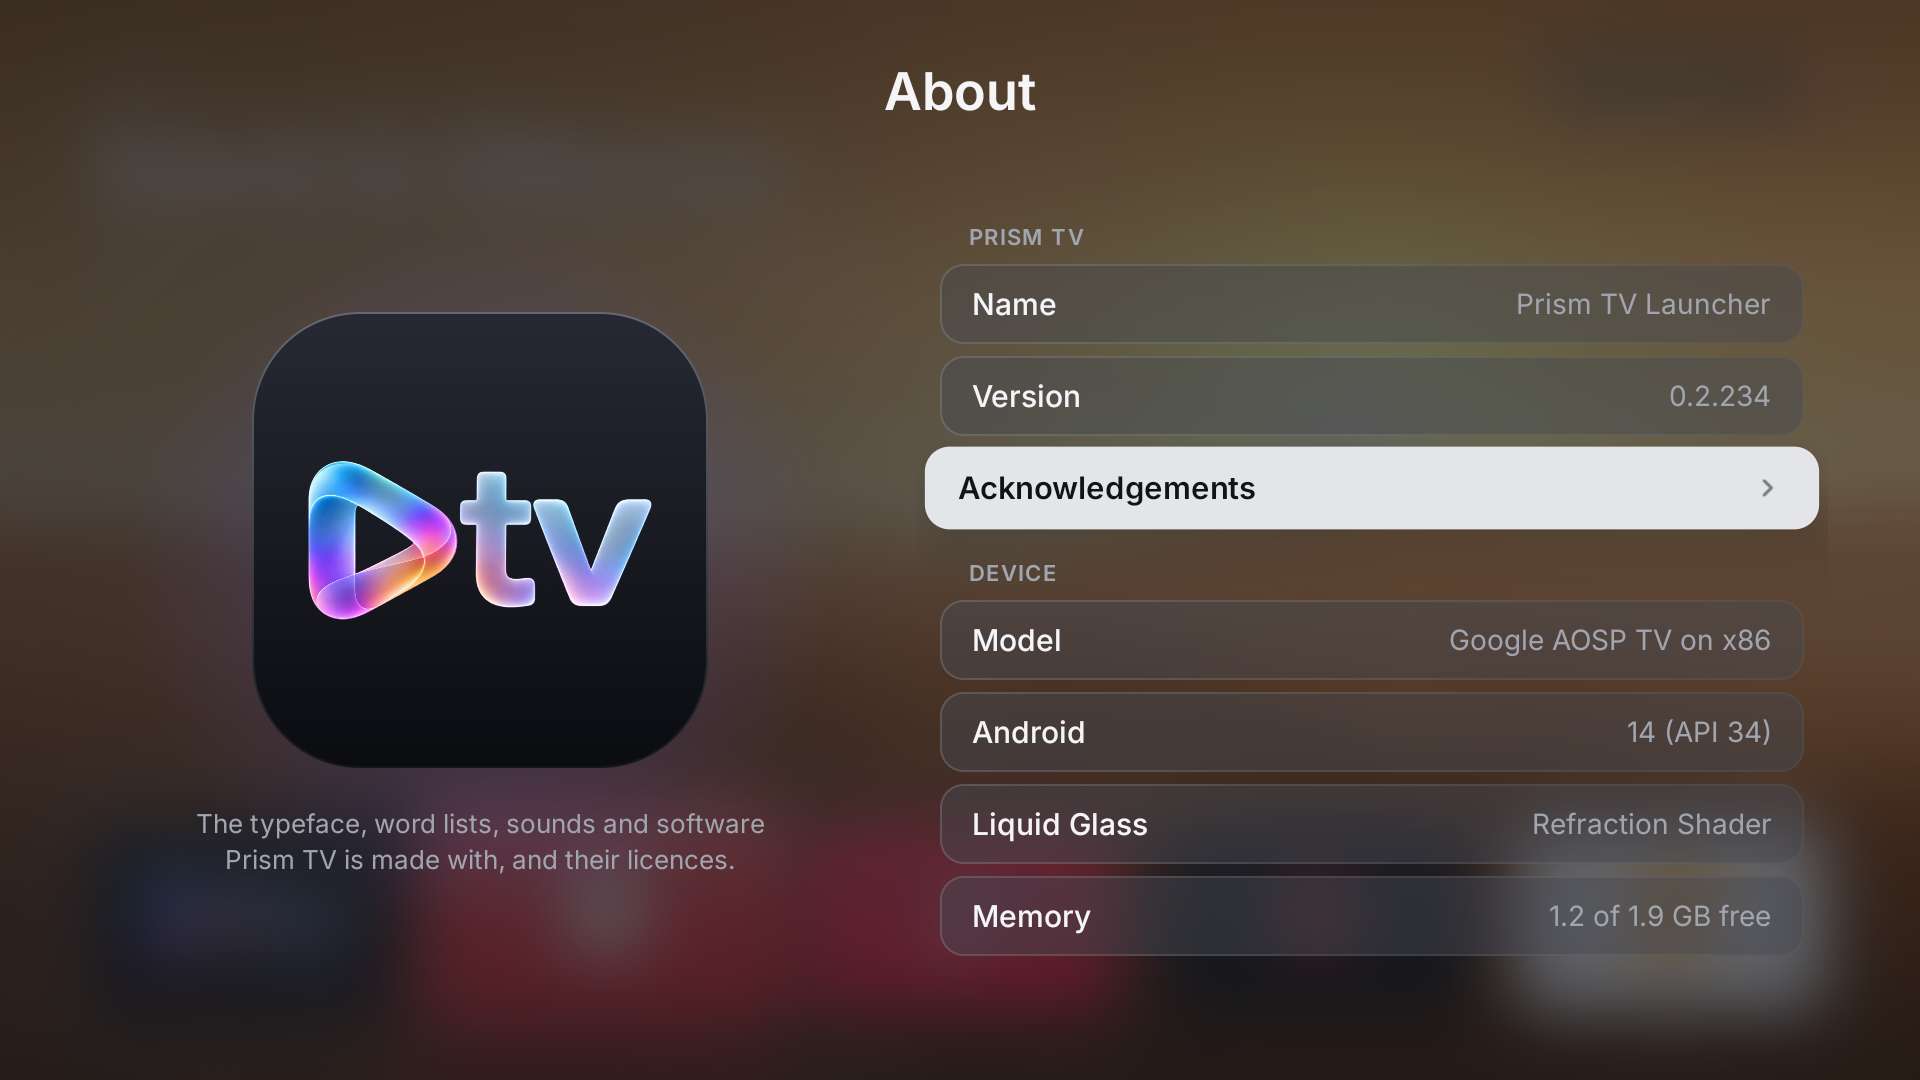 About
tv
The typeface, word lists, sounds and software
Prism TV is made with, and their licences.
PRISM TV
Name Prism TV Launcher
Version 0.2.234
Acknowledgements
DEVICE
Model Google AOSP TV on x86
Android 14 (API 34)
Liquid Glass Refraction Shader
Memory 1.2 of 1.9 GB free